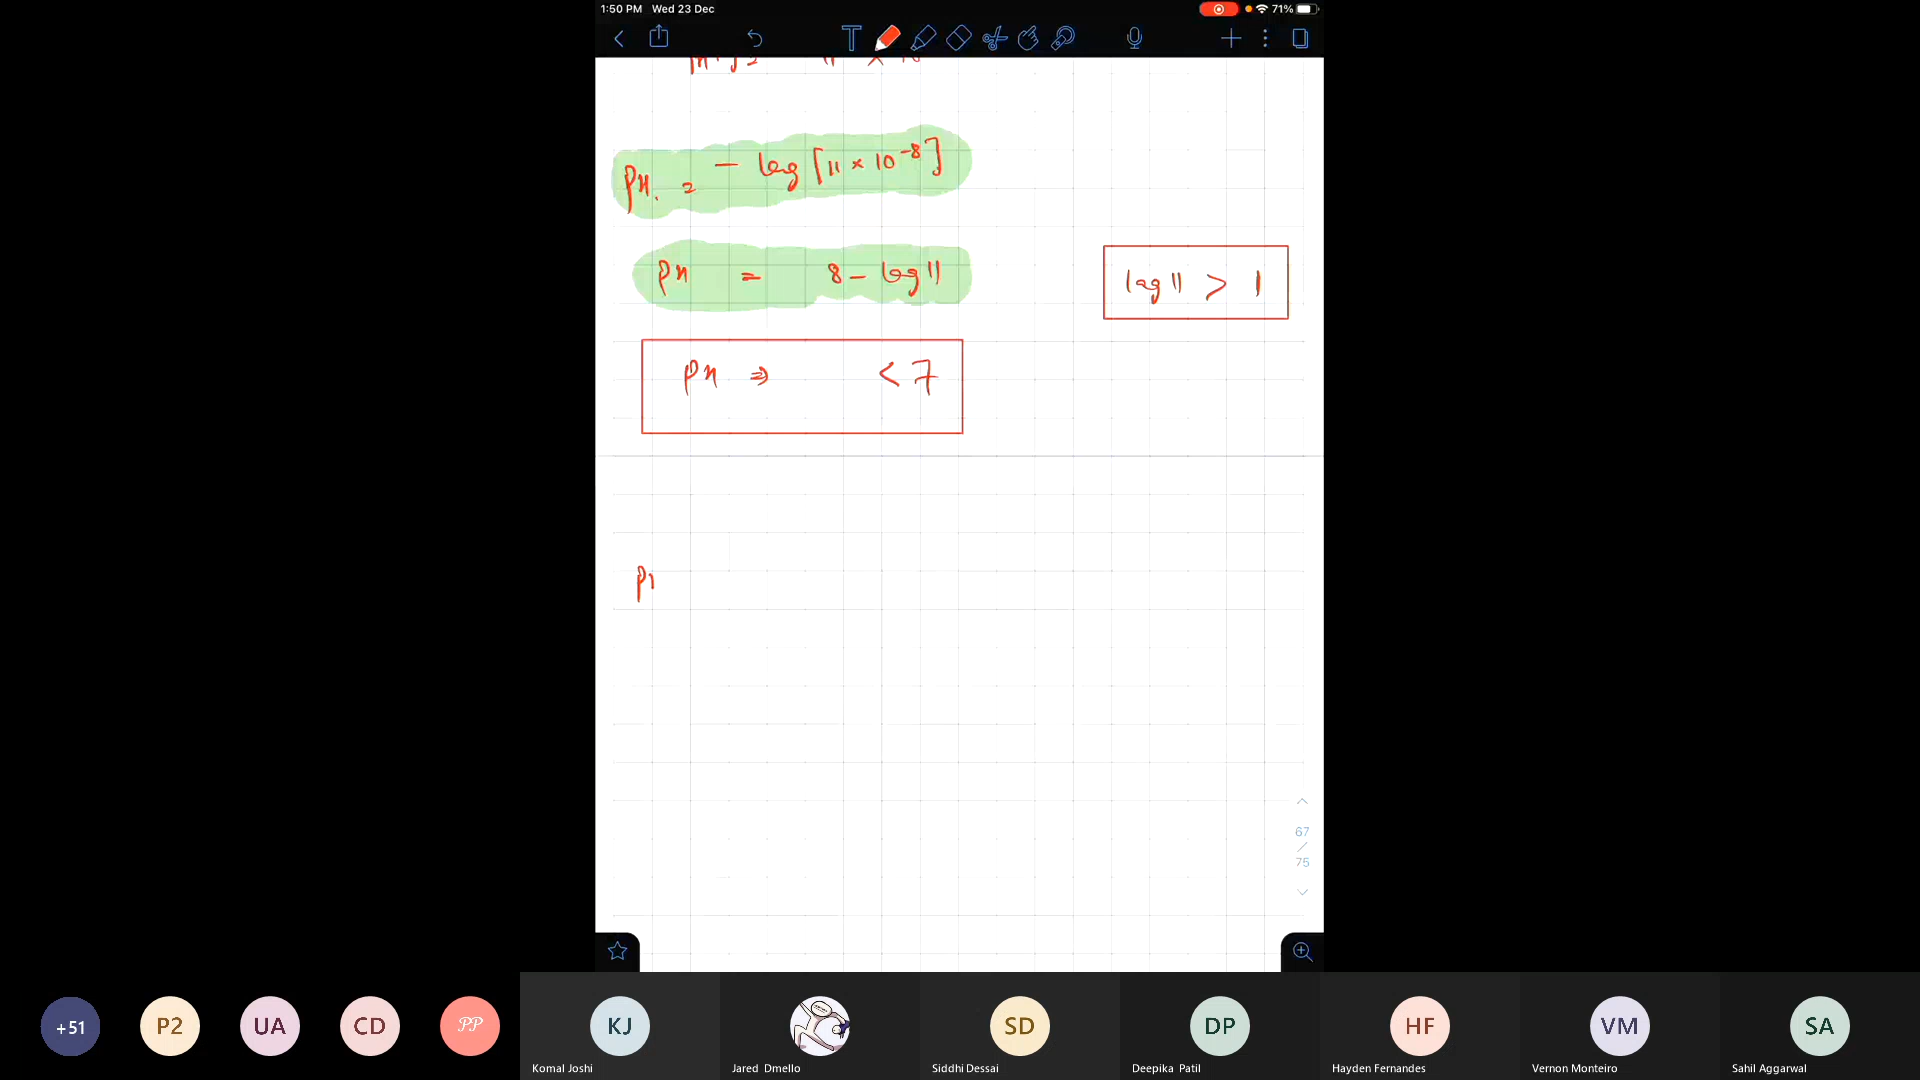 1:50 PM Wed 23 Dec
71%
T
pH = - log [11 × 10⁻⁸]
pH = 8 - log 11
log 11 > 1
pH ⇒ < 7
67
/
75
+51
P2
UA
CD
PP
KJ
SD
DP
HF
VM
SA
Komal Joshi
Jared Dmello
Siddhi Dessai
Deepika Patil
Hayden Fernandes
Vernon Monteiro
Sahil Aggarwal